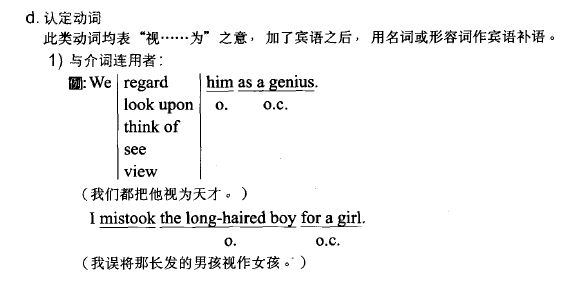 d. 认定动词
此类动词均表“视……为”之意，加了宾语之后，用名词或形容词作宾语补语。
1) 与介词连用者：
例: We regard him as a genius.
look upon o. o.c.
think of
see
view
（我们都把他视为天才。）
I mistook the long-haired boy for a girl.
o. o.c.
（我误将那长发的男孩视作女孩。）